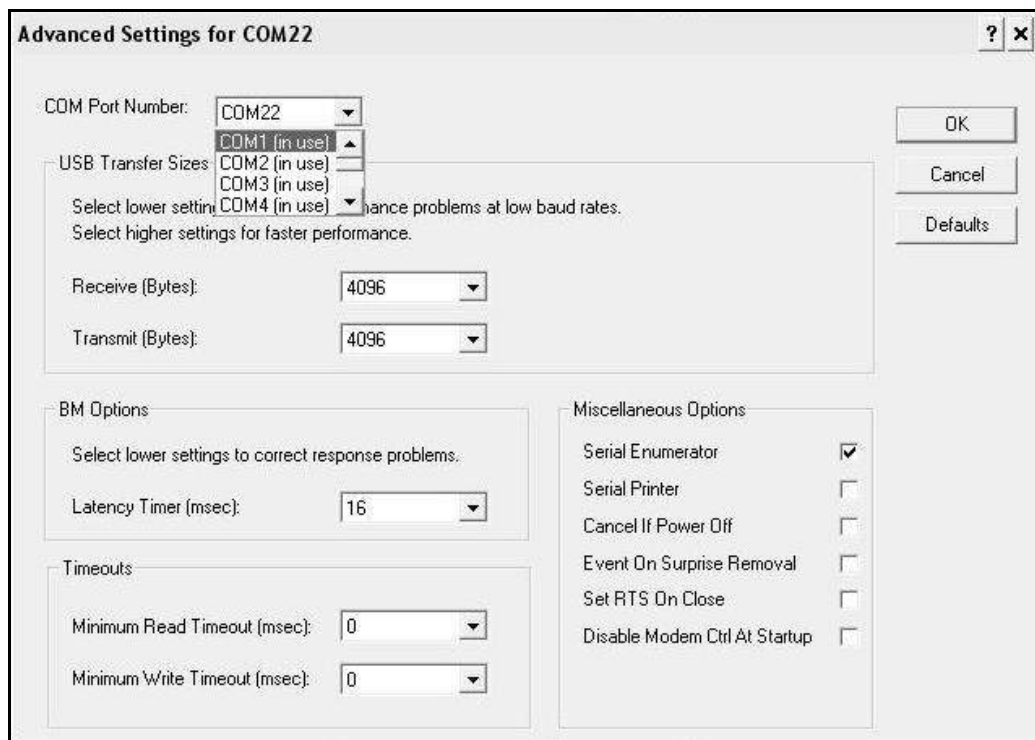 Advanced Settings for COM22
? ×
COM Port Number:
COM22
COM1 (in use)
COM2 (in use)
COM3 (in use)
COM4 (in use)
OK
Cancel
Defaults
USB Transfer Sizes
Select lower setting mance problems at low baud rates.
Select higher settings for faster performance.
Receive (Bytes): 4096
Transmit (Bytes): 4096
BM Options
Select lower settings to correct response problems.
Latency Timer (msec): 16
Timeouts
Minimum Read Timeout (msec): 0
Minimum Write Timeout (msec): 0
Miscellaneous Options
Serial Enumerator
Serial Printer
Cancel If Power Off
Event On Surprise Removal
Set RTS On Close
Disable Modem Ctrl At Startup